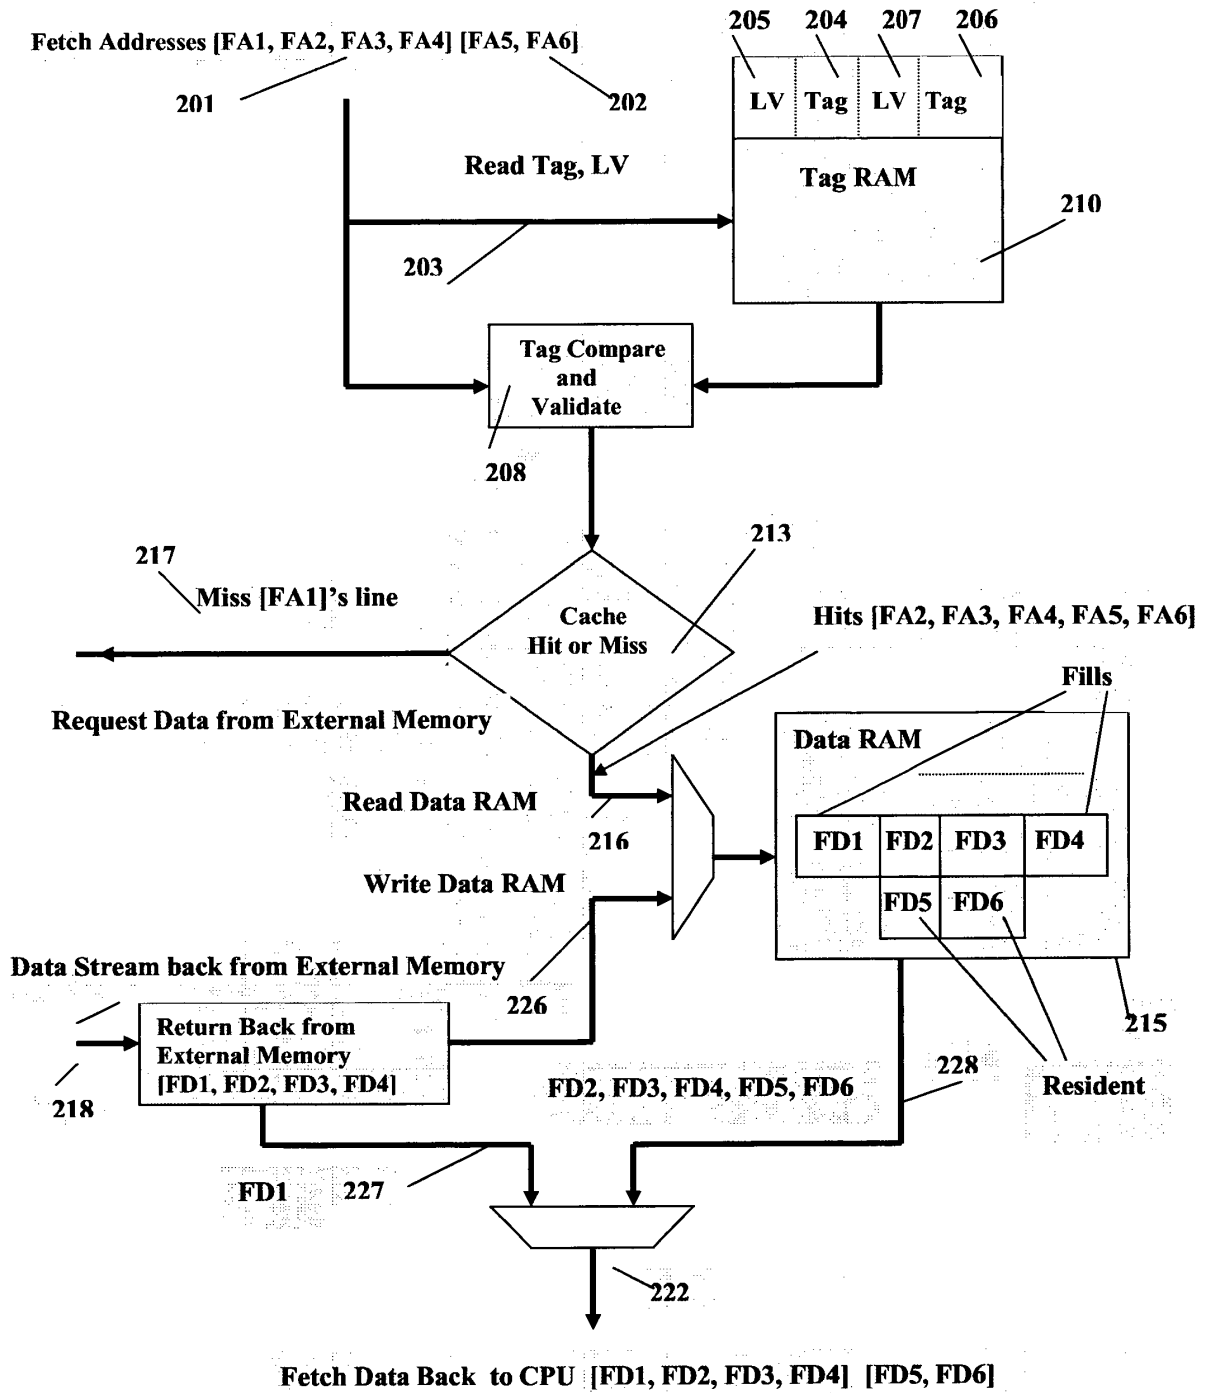 205 204 207 206
Fetch Addresses [FA1, FA2, FA3, FA4] [FA5, FA6]
201
202
LV Tag LV Tag
Read Tag, LV
Tag RAM
210
203
Tag Compare
and
Validate
208
213
217
Miss [FA1]'s line
Cache
Hit or Miss
Hits [FA2, FA3, FA4, FA5, FA6]
Fills
Request Data from External Memory
Data RAM
Read Data RAM
216
FD1 FD2 FD3 FD4
Write Data RAM
FD5 FD6
Data Stream back from External Memory
226
215
Return Back from
External Memory
[FD1, FD2, FD3, FD4]
218
228
FD2, FD3, FD4, FD5, FD6
Resident
FD1
227
222
Fetch Data Back to CPU [FD1, FD2, FD3, FD4] [FD5, FD6]